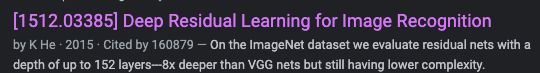 [1512.03385] Deep Residual Learning for Image Recognition
by K He · 2015 · Cited by 160879 — On the ImageNet dataset we evaluate residual nets with a
depth of up to 152 layers---8x deeper than VGG nets but still having lower complexity.